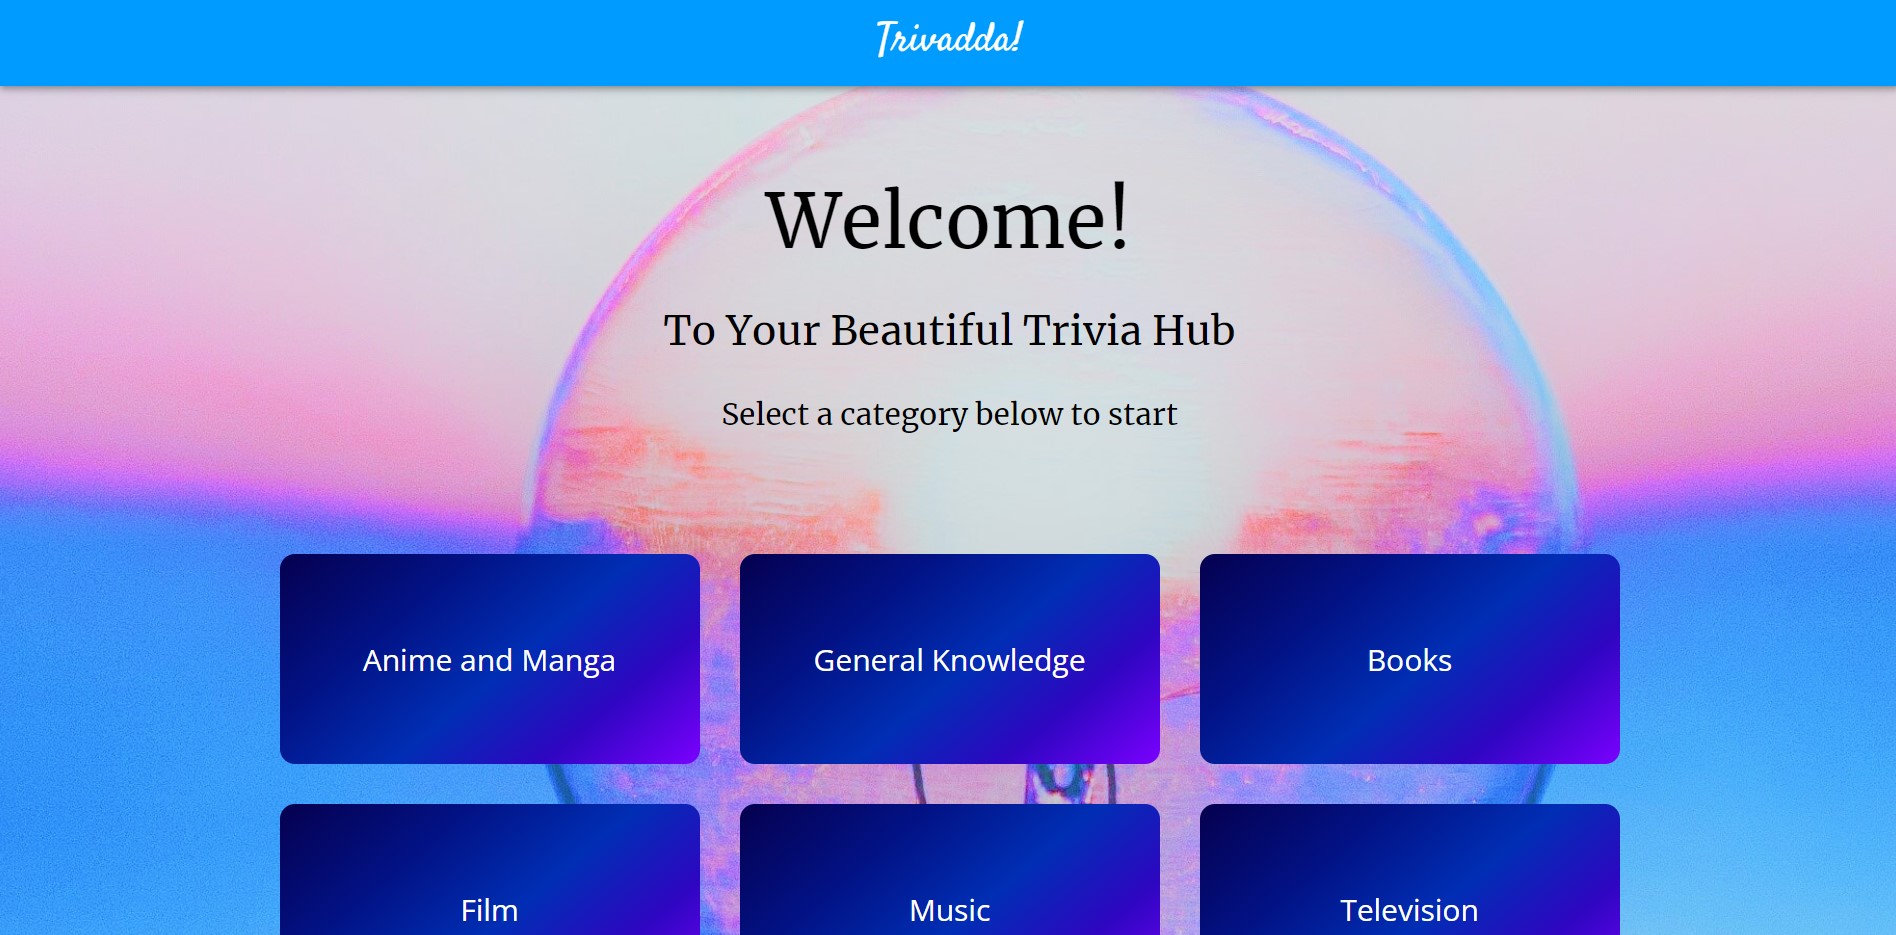 Trivadda!
Welcome!
To Your Beautiful Trivia Hub
Select a category below to start
Anime and Manga
General Knowledge
Books
Film
Music
Television